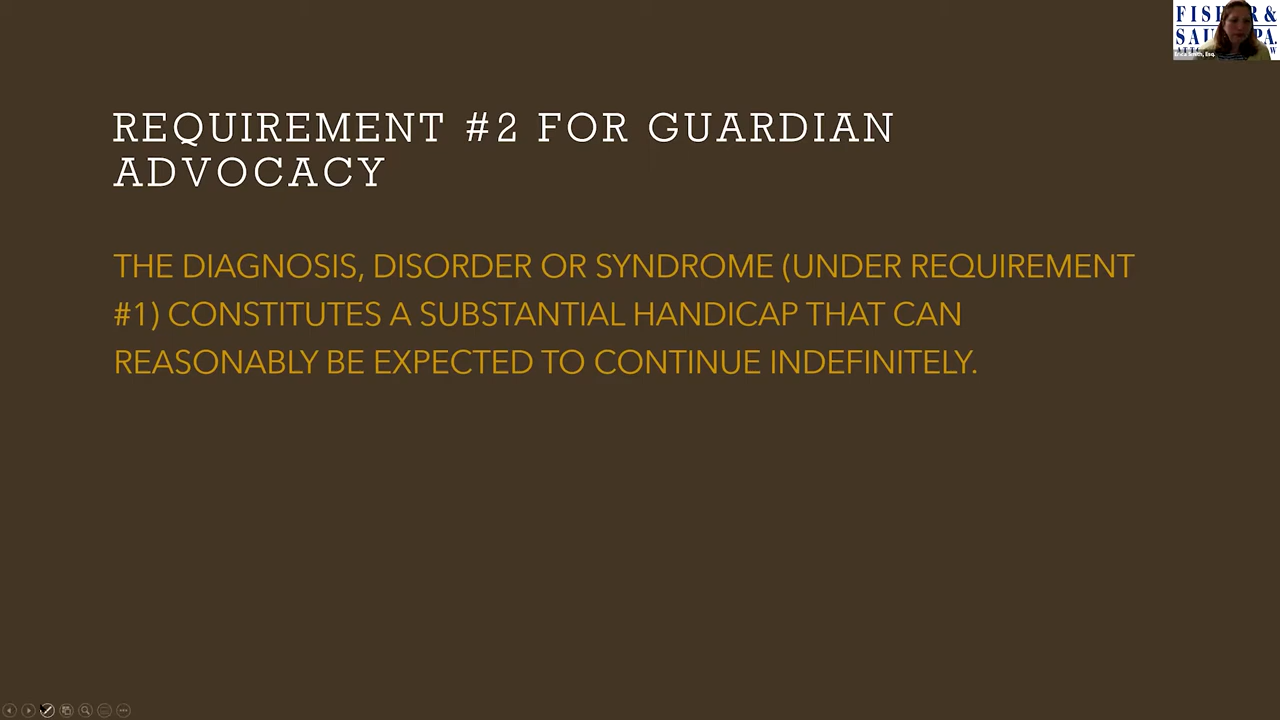 REQUIREMENT #2 FOR GUARDIAN
ADVOCACY
THE DIAGNOSIS, DISORDER OR SYNDROME (UNDER REQUIREMENT
#1) CONSTITUTES A SUBSTANTIAL HANDICAP THAT CAN
REASONABLY BE EXPECTED TO CONTINUE INDEFINITELY.